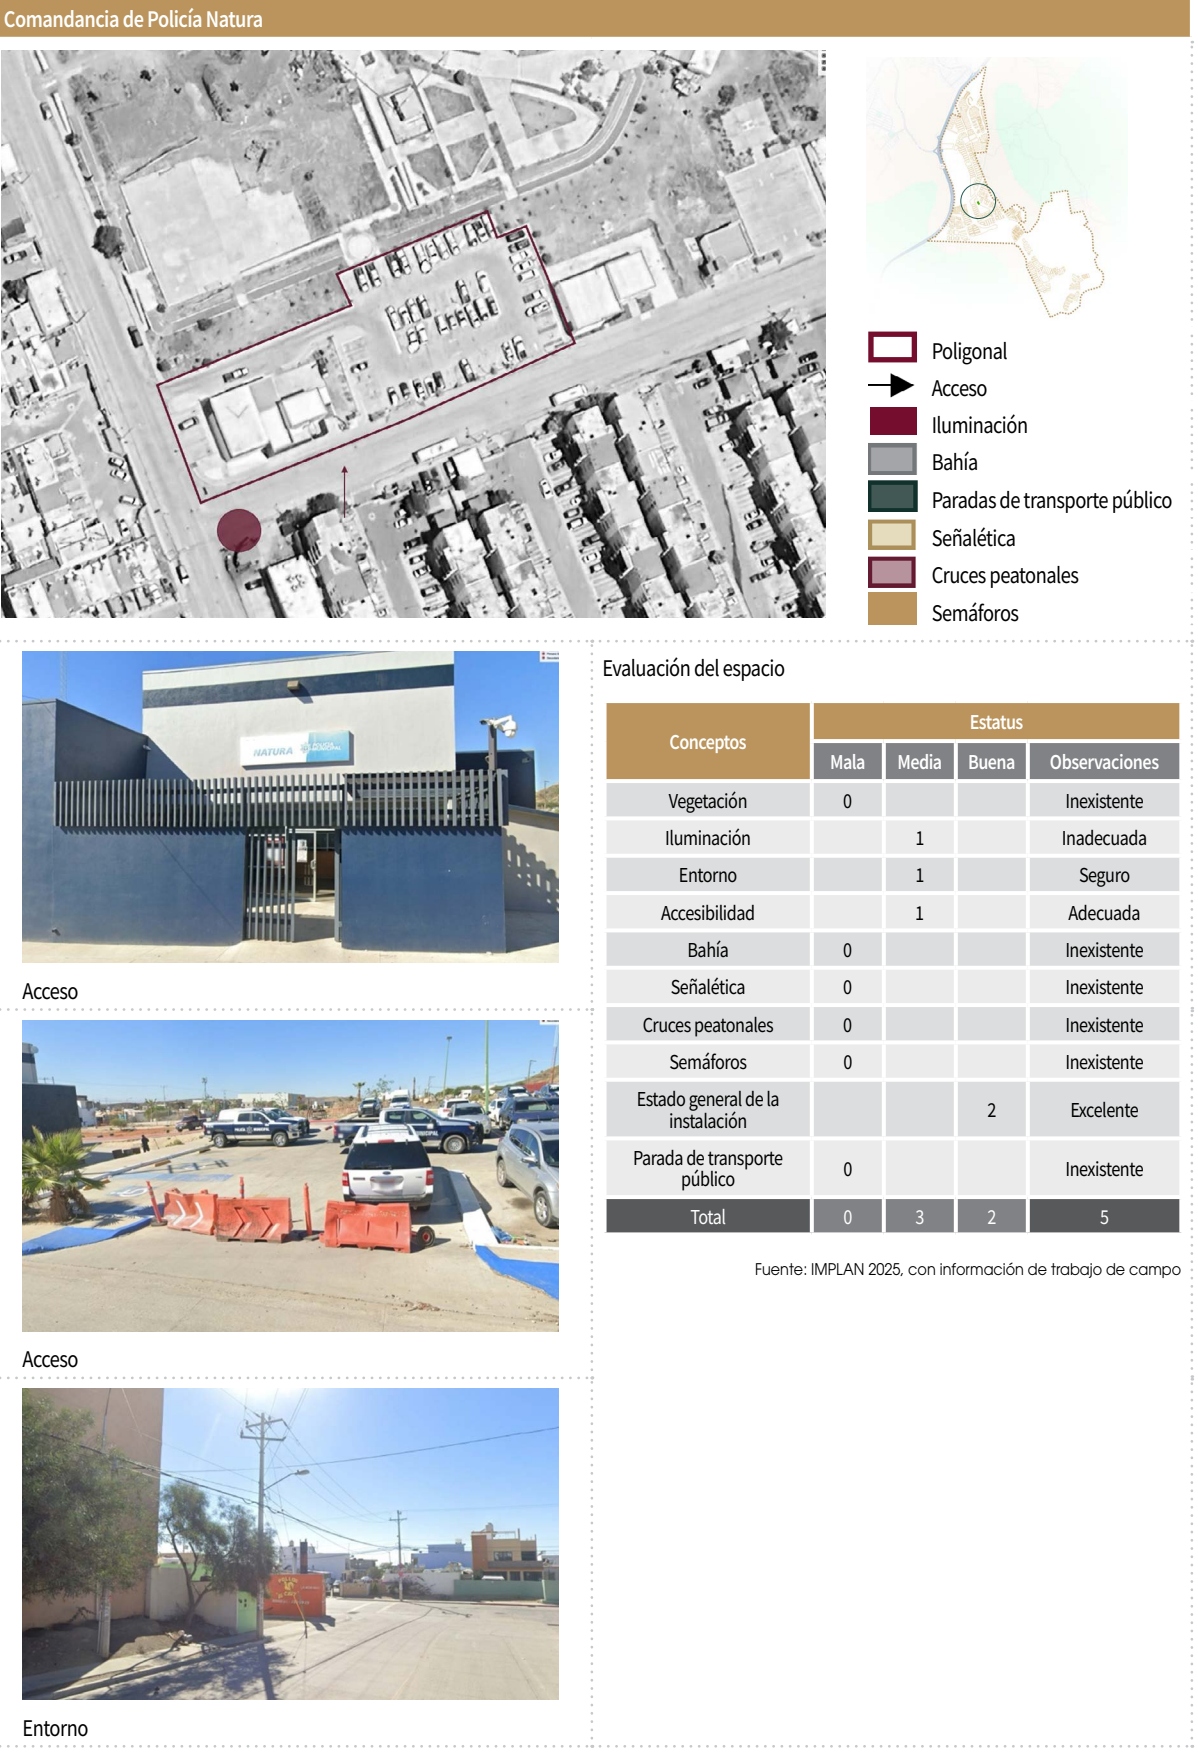 Comandancia de Policía Natura
Poligonal
Acceso
Iluminación
Bahía
Paradas de transporte público
Señalética
Cruces peatonales
Semáforos
NATURA
Acceso
Acceso
Entorno
Evaluación del espacio
Conceptos Estatus
Mala Media Buena Observaciones
Vegetación 0 Inexistente
Iluminación 1 Inadecuada
Entorno 1 Seguro
Accesibilidad 1 Adecuada
Bahía 0 Inexistente
Señalética 0 Inexistente
Cruces peatonales 0 Inexistente
Semáforos 0 Inexistente
Estado general de la
instalación 2 Excelente
Parada de transporte
público 0 Inexistente
Total 0 3 2 5
Fuente: IMPLAN 2025, con información de trabajo de campo